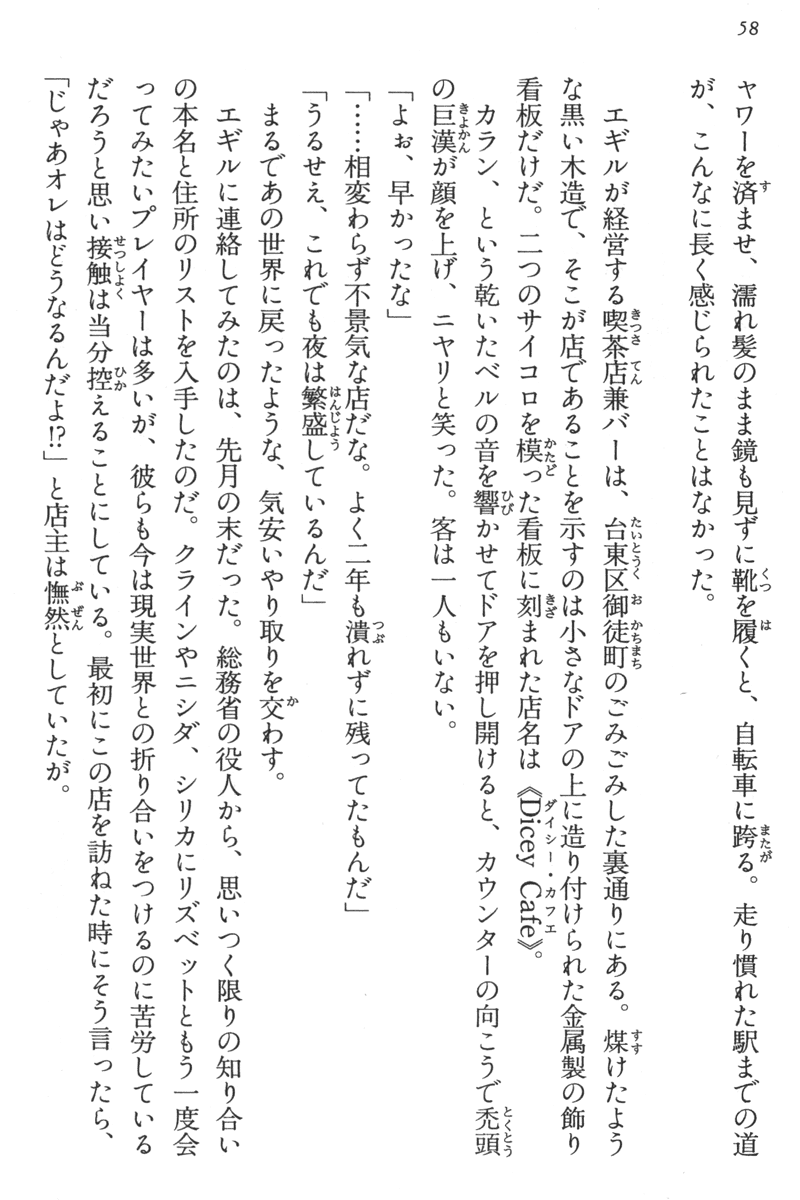 58
ャワーを済ませ、濡れ髪のまま鏡も見ずに靴を履くと、自転車に跨る。走り慣れた駅までの道
が、こんなに長く感じられたことはなかった。
エギルが経営する喫茶店兼バーは、台東区御徒町のごみごみした裏通りにある。煤けたよう
な黒い木造で、そこが店であることを示すのは小さなドアの上に造り付けられた金属製の飾り
看板だけだ。二つのサイコロを模った看板に刻まれた店名は《Dicey Cafe》。
カラン、という乾いたベルの音を響かせてドアを押し開けると、カウンターの向こうで禿頭
の巨漢が顔を上げ、ニヤリと笑った。客は一人もいない。
「よぉ、早かったな」
「……相変わらず不景気な店だな。よく二年も潰れずに残ってたもんだ」
「うるせえ、これでも夜は繁盛しているんだ」
まるであの世界に戻ったような、気安いやり取りを交わす。
エギルに連絡してみたのは、先月の末だった。総務省の役人から、思いつく限りの知り合い
の本名と住所のリストを入手したのだ。クラインやニシダ、シリカにリズベットともう一度会
ってみたいプレイヤーは多いが、彼らも今は現実世界との折り合いをつけるのに苦労している
だろうと思い接触は当分控えることにしている。最初にこの店を訪ねた時にそう言ったら、
「じゃあオレはどうなるんだよ!?」と店主は憮然としていたが。